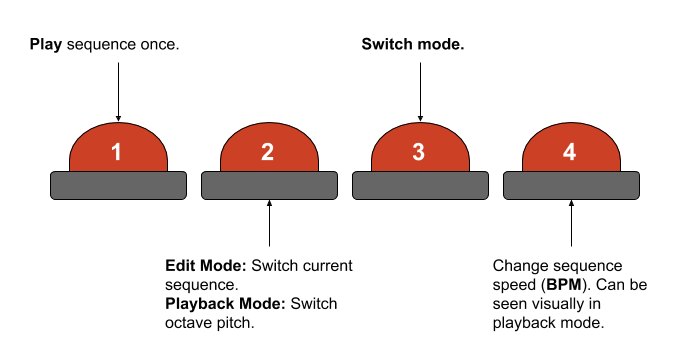 Play sequence once.
Switch mode.
1
2
3
4
Edit Mode: Switch current
sequence.
Playback Mode: Switch
octave pitch.
Change sequence
speed (BPM). Can be
seen visually in
playback mode.